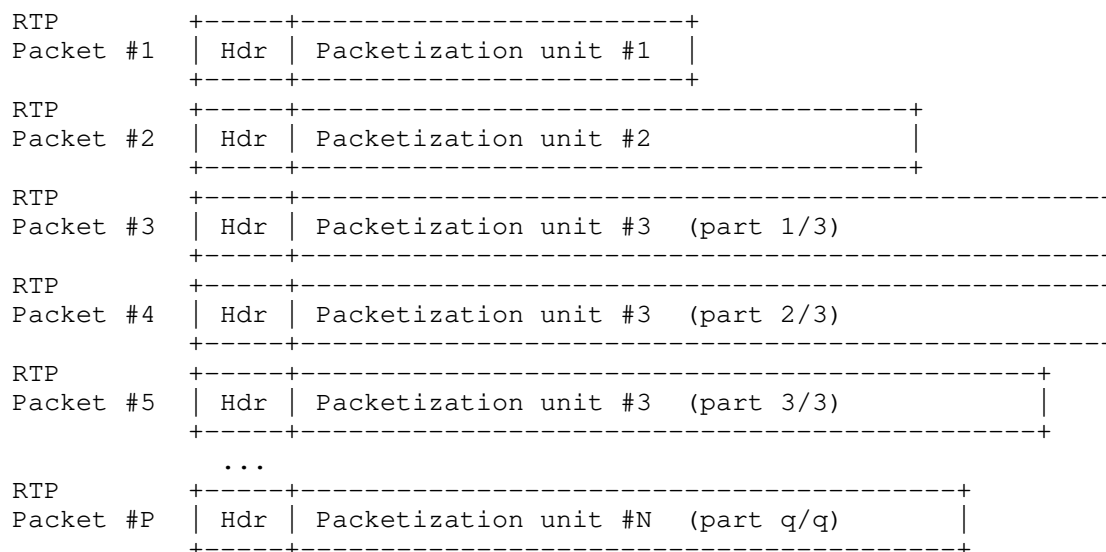 RTP +-----+------------------------+
Packet #1 | Hdr | Packetization unit #1 |
+-----+------------------------+
RTP +-----+--------------------------------------+
Packet #2 | Hdr | Packetization unit #2 |
+-----+--------------------------------------+
RTP +-----+---------------------------------------------------
Packet #3 | Hdr | Packetization unit #3 (part 1/3)
+-----+---------------------------------------------------
RTP +-----+---------------------------------------------------
Packet #4 | Hdr | Packetization unit #3 (part 2/3)
+-----+---------------------------------------------------
RTP +-----+----------------------------------------------+
Packet #5 | Hdr | Packetization unit #3 (part 3/3) |
+-----+----------------------------------------------+
...
RTP +-----+-----------------------------------------+
Packet #P | Hdr | Packetization unit #N (part q/q) |
+-----+-----------------------------------------+